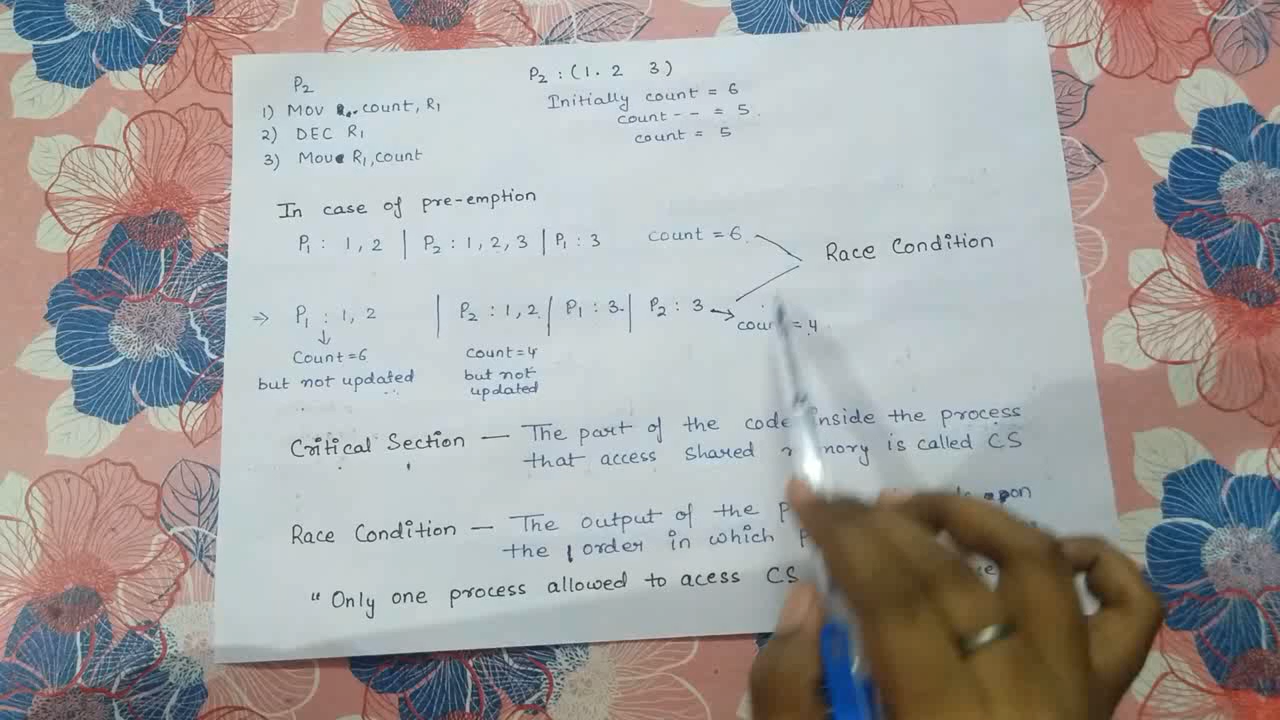 P2
1) MOV count, R1
2) DEC R1
3) Move R1, count
P2 : (1. 2 3)
Initially count = 6
count - - = 5.
count = 5
In case of pre-emption
P1 : 1, 2 | P2 : 1, 2, 3 | P1 : 3 count = 6.
Race Condition
⇒ P1 : 1, 2 | P2 : 1, 2 | P1 : 3. | P2 : 3 →
↓
= 4
Count = 6
but not updated
count = 4
but not
updated
Critical Section — The part of the code inside the process
that access shared is called CS
Race Condition — The output of the
the order in which
" Only one process allowed to acess CS